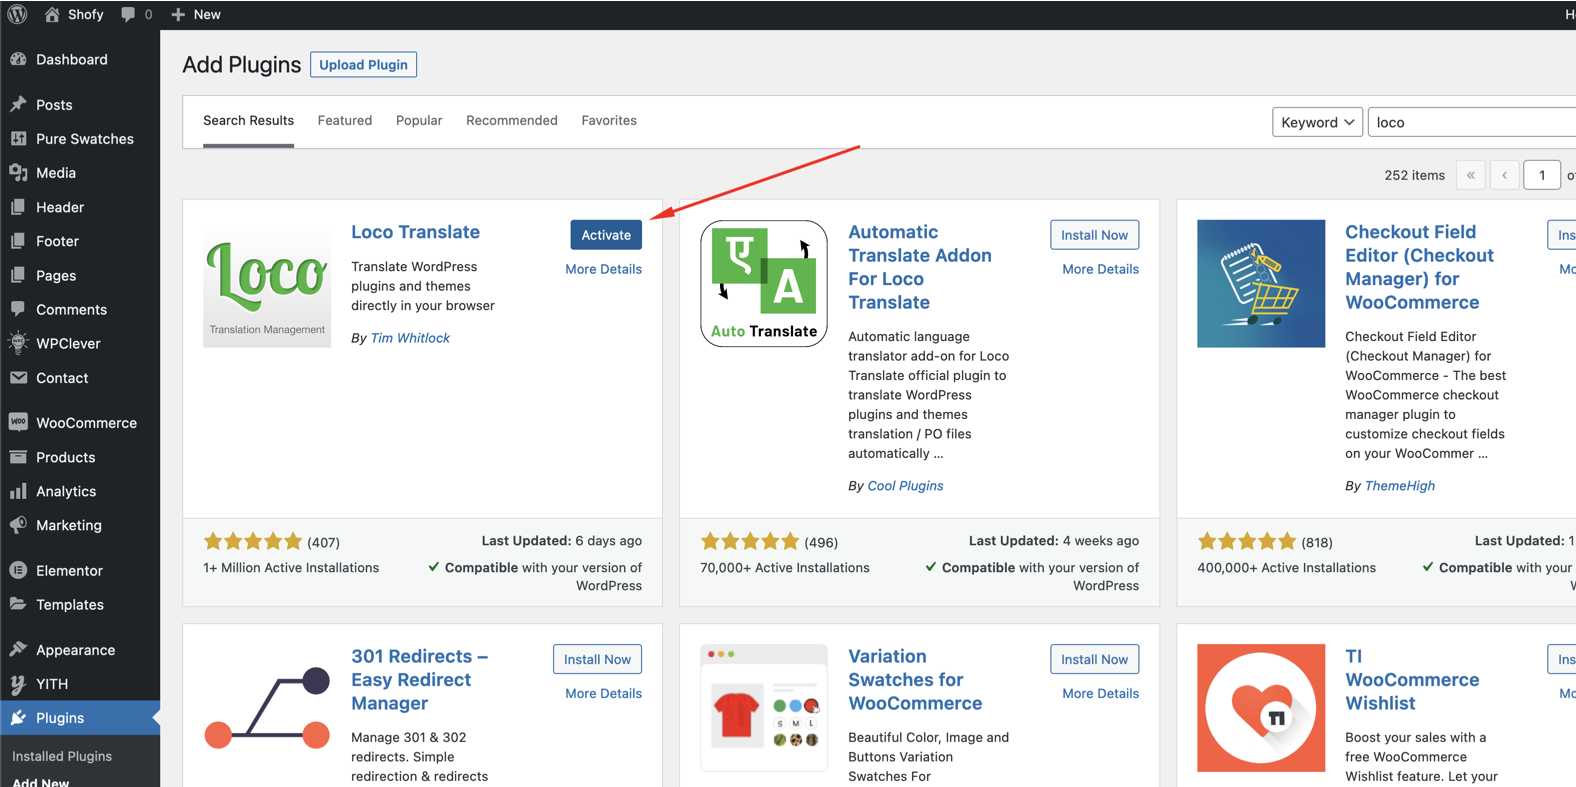 Shofy
0
New
H
Dashboard
Posts
Pure Swatches
Media
Header
Footer
Pages
Comments
WPClever
Contact
WooCommerce
Products
Analytics
Marketing
Elementor
Templates
Appearance
YITH
Plugins
Installed Plugins
Add New
Add Plugins
Upload Plugin
Search Results
Featured
Popular
Recommended
Favorites
Keyword
loco
252 items
«
‹
1
Loco
Translation Management
Loco Translate
Translate WordPress
plugins and themes
directly in your browser
By Tim Whitlock
Activate
More Details
(407)
1+ Million Active Installations
Last Updated: 6 days ago
Compatible with your version of
WordPress
ए
A
Auto Translate
Automatic
Translate Addon
For Loco
Translate
Automatic language
translator add-on for Loco
Translate official plugin to
translate WordPress
plugins and themes
translation / PO files
automatically ...
By Cool Plugins
Install Now
More Details
(496)
70,000+ Active Installations
Last Updated: 4 weeks ago
Compatible with your version of
WordPress
Checkout Field
Editor (Checkout
Manager) for
WooCommerce
Checkout Field Editor
(Checkout Manager) for
WooCommerce - The best
WooCommerce checkout
manager plugin to
customize checkout fields
on your WooCommer ...
By ThemeHigh
Ins
Mo
(818)
400,000+ Active Installations
Last Updated: 1
Compatible with your
301 Redirects –
Easy Redirect
Manager
Manage 301 & 302
redirects. Simple
redirection & redirects
Install Now
More Details
S M L
Variation
Swatches for
WooCommerce
Beautiful Color, Image and
Buttons Variation
Swatches For
Install Now
More Details
TI
TI
WooCommerce
Wishlist
Boost your sales with a
free WooCommerce
Wishlist feature. Let your
Ins
Mo